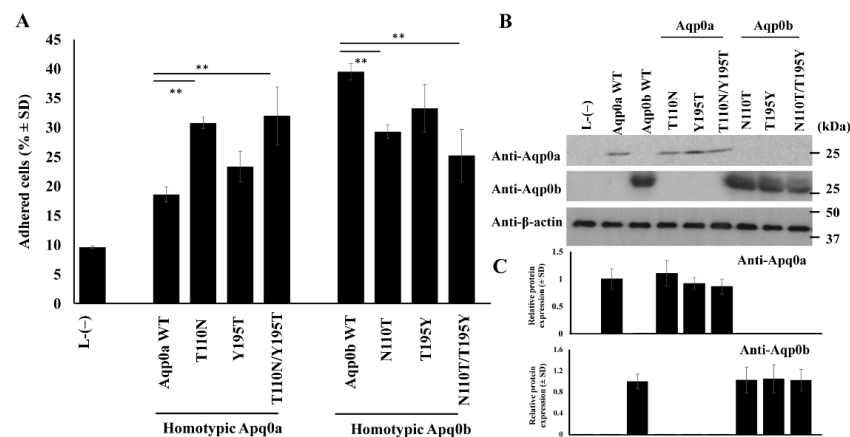 A
Adhered cells (% ± SD)
45
40
35
30
25
20
15
10
5
0
**
**
**
**
L-(–)
Aqp0a WT
T110N
Y195T
T110N/Y195T
Aqp0b WT
N110T
T195Y
N110T/T195Y
Homotypic Apq0a
Homotypic Apq0b
B
Aqp0a
Aqp0b
L-(–)
Aqp0a WT
Aqp0b WT
T110N
Y195T
T110N/Y195T
N110T
T195Y
N110T/T195Y
(kDa)
Anti-Aqp0a
25
Anti-Aqp0b
25
Anti-β-actin
50
37
C
Anti-Apq0a
Relative protein
expression (± SD)
1.5
1
0.5
0
Anti-Aqp0b
Relative protein
expression (± SD)
1.6
1.2
0.8
0.4
0